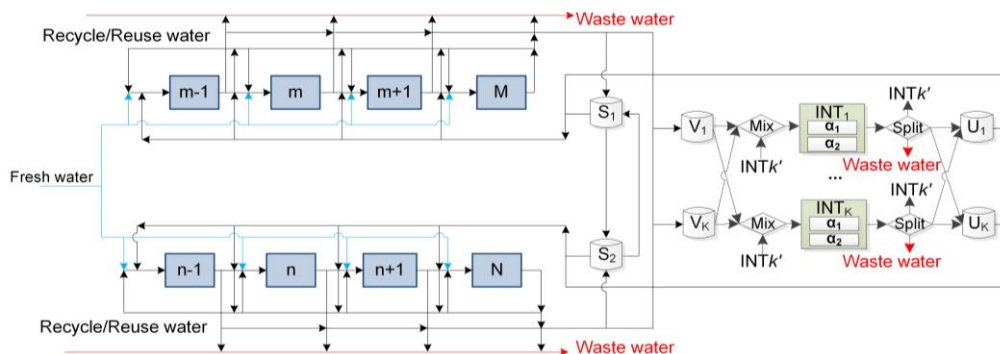 Waste water
Recycle/Reuse water
m-1
m
m+1
M
S1
Fresh water
V1
Mix
INTk'
INT1
α1
α2
INTk'
Split
Waste water
U1
...
VK
Mix
INTk'
INTK
α1
α2
INTk'
Split
Waste water
UK
n-1
n
n+1
N
S2
Recycle/Reuse water
Waste water